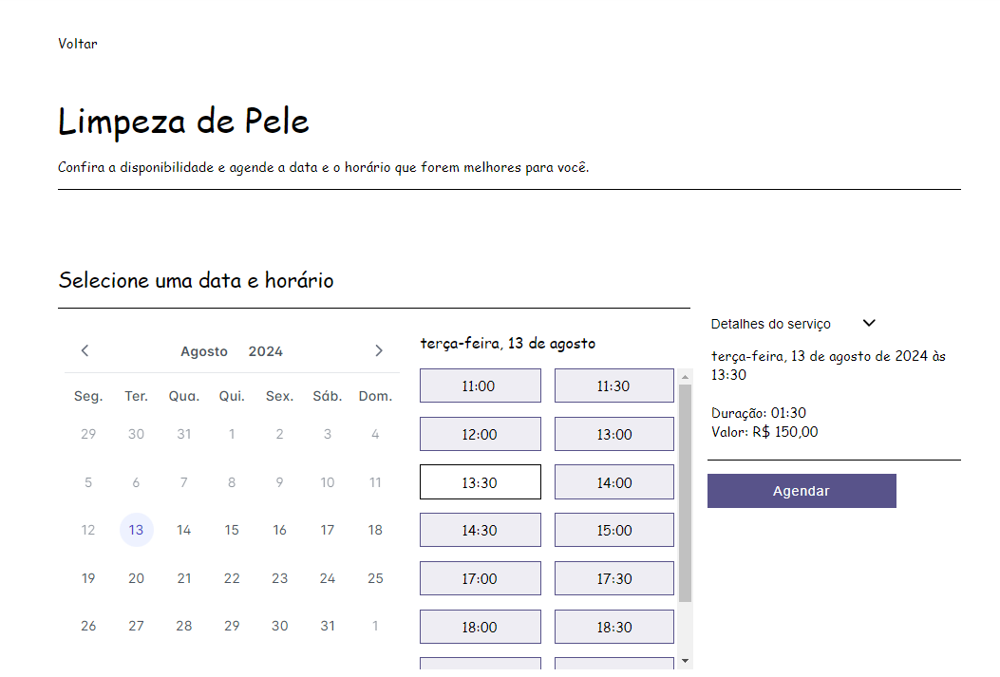 Voltar
Limpeza de Pele
Confira a disponibilidade e agende a data e o horário que forem melhores para você.
Selecione uma data e horário
Agosto 2024
Seg. Ter. Qua. Qui. Sex. Sáb. Dom.
29 30 31 1 2 3 4
5 6 7 8 9 10 11
12 13 14 15 16 17 18
19 20 21 22 23 24 25
26 27 28 29 30 31 1
terça-feira, 13 de agosto
11:00 11:30
12:00 13:00
13:30 14:00
14:30 15:00
17:00 17:30
18:00 18:30
Detalhes do serviço
terça-feira, 13 de agosto de 2024 às
13:30
Duração: 01:30
Valor: R$ 150,00
Agendar